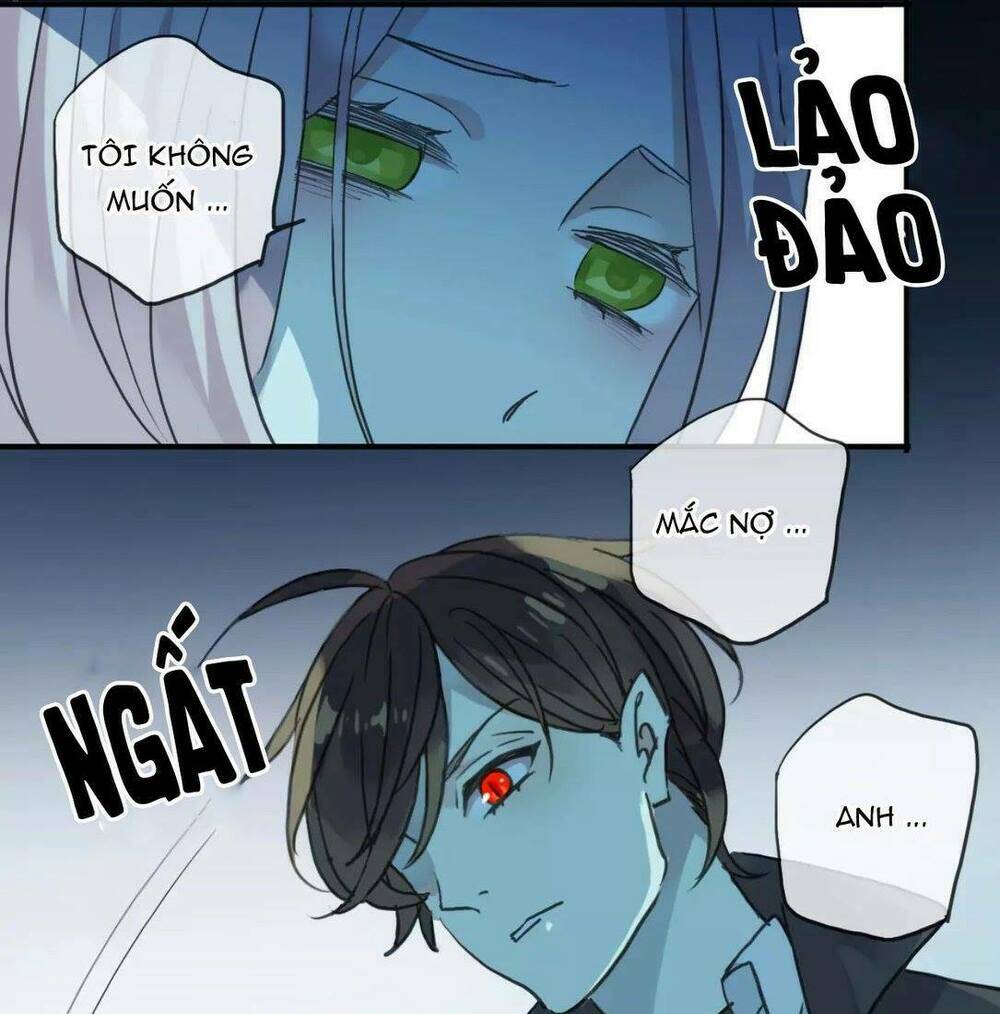 TÔI KHÔNG
MUỐN ...
LẢO
ĐẢO
MẮC NỢ ...
NGẤT
ANH ...